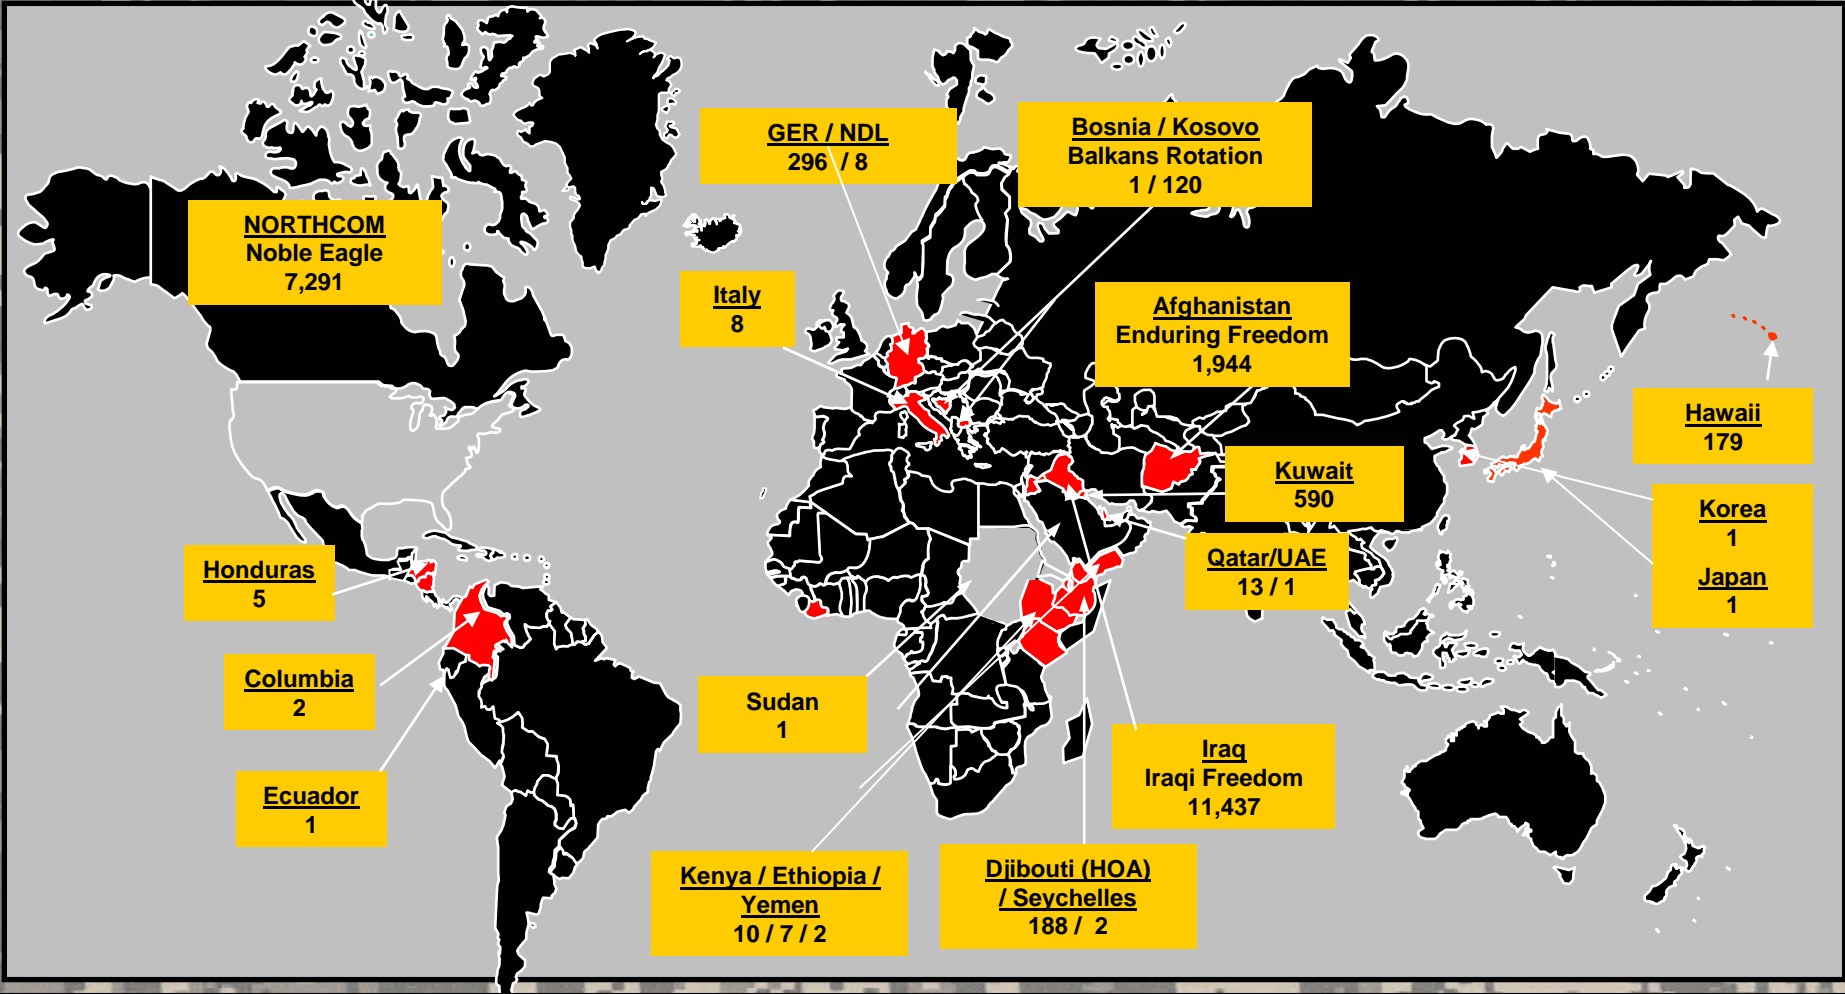 GER / NDL
296 / 8
Bosnia / Kosovo
Balkans Rotation
1 / 120
NORTHCOM
Noble Eagle
7,291
Italy
8
Afghanistan
Enduring Freedom
1,944
Hawaii
179
Kuwait
590
Korea
1
Japan
1
Qatar/UAE
13 / 1
Honduras
5
Columbia
2
Sudan
1
Iraq
Iraqi Freedom
11,437
Ecuador
1
Kenya / Ethiopia /
Yemen
10 / 7 / 2
Djibouti (HOA)
/ Seychelles
188 / 2